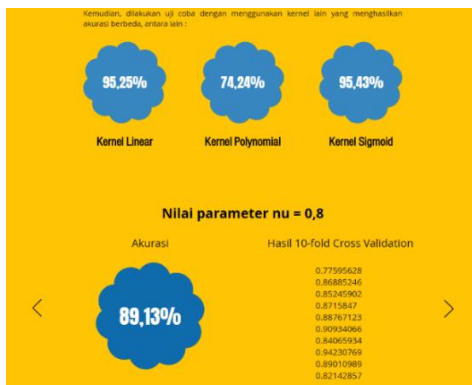 Kemudian, dilakukan uji coba dengan menggunakan kernel lain yang menghasilkan
akurasi berbeda, antara lain :
95,25%
74,24%
95,43%
Kernel Linear
Kernel Polynomial
Kernel Sigmoid
Nilai parameter nu = 0,8
Akurasi
Hasil 10-fold Cross Validation
89,13%
0.77595628
0.86885246
0.85245902
0.8715847
0.88767123
0.90934066
0.84065934
0.94230769
0.89010989
0.82142857